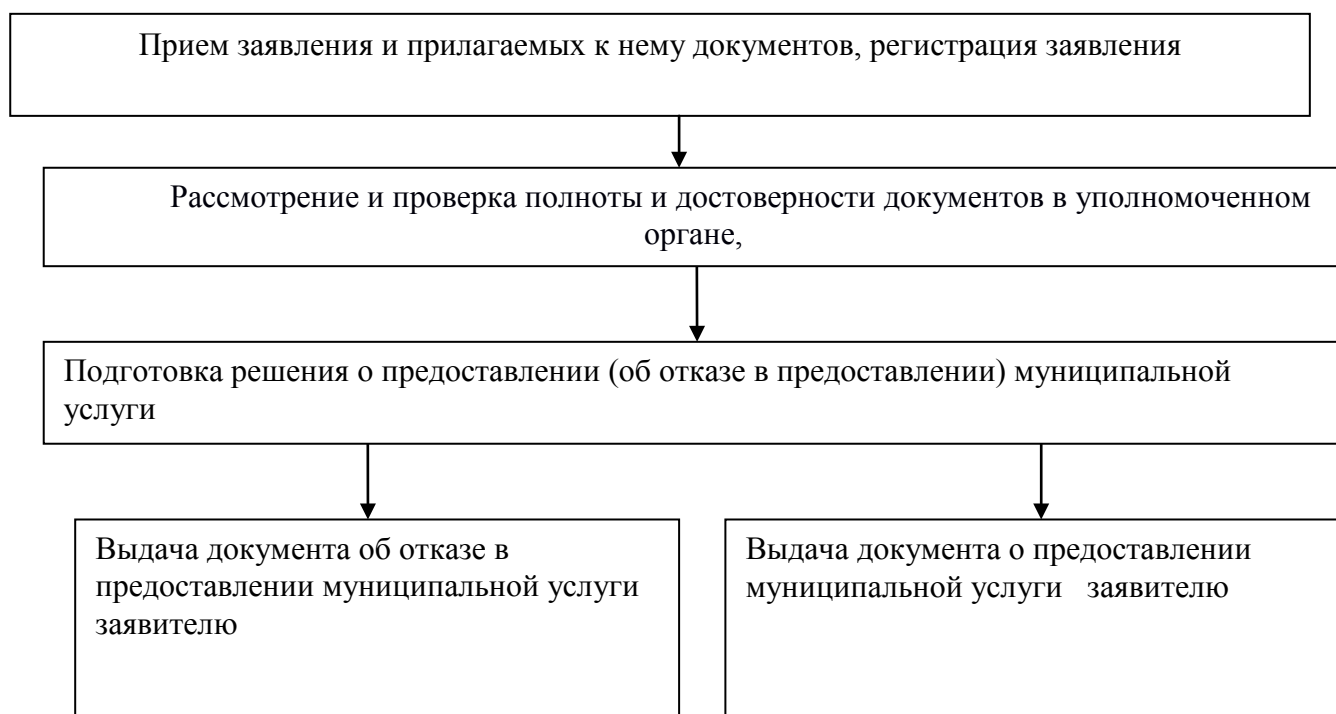 Прием заявления и прилагаемых к нему документов, регистрация заявления
Рассмотрение и проверка полноты и достоверности документов в уполномоченном
органе,
Подготовка решения о предоставлении (об отказе в предоставлении) муниципальной
услуги
Выдача документа об отказе в
предоставлении муниципальной услуги
заявителю
Выдача документа о предоставлении
муниципальной услуги заявителю